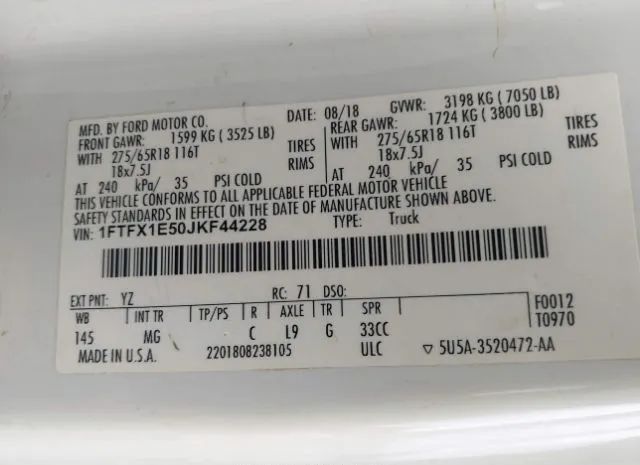 MFD. BY FORD MOTOR CO. DATE: 08/18 GVWR: 3198 KG (7050 LB)
FRONT GAWR: 1599 KG (3525 LB) REAR GAWR: 1724 KG (3800 LB)
WITH 275/65R18 116T TIRES WITH 275/65R18 116T TIRES
18x7.5J RIMS 18x7.5J RIMS
AT 240 kPa/ 35 PSI COLD AT 240 kPa/ 35 PSI COLD
THIS VEHICLE CONFORMS TO ALL APPLICABLE FEDERAL MOTOR VEHICLE
SAFETY STANDARDS IN EFFECT ON THE DATE OF MANUFACTURE SHOWN ABOVE.
VIN: 1FTFX1E50JKF44228 TYPE: Truck
EXT PNT: YZ RC: 71 DSO:
WB INT TR TP/PS R AXLE TR SPR F0012
145 MG C L9 G 33CC T0970
MADE IN U.S.A. 2201808238105 ULC ▽ 5U5A-3520472-AA